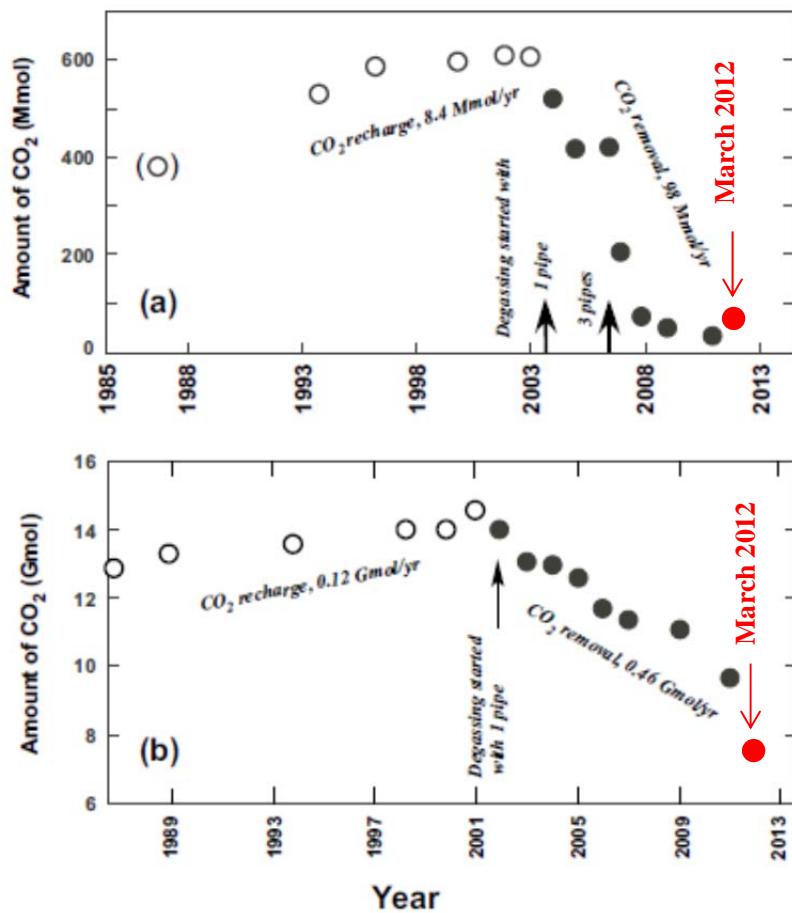 Amount of CO₂ (Mmol)
600
400
200
0
( )
CO₂ recharge, 8.4 Mmol/yr
Degassing started with
1 pipe
3 pipes
CO₂ removal, 98 Mmol/yr
March 2012
(a)
1985
1988
1993
1998
2003
2008
2013
Amount of CO₂ (Gmol)
16
14
12
10
8
6
CO₂ recharge, 0.12 Gmol/yr
Degassing started
with 1 pipe
CO₂ removal, 0.46 Gmol/yr
March 2012
(b)
1989
1993
1997
2001
2005
2009
2013
Year